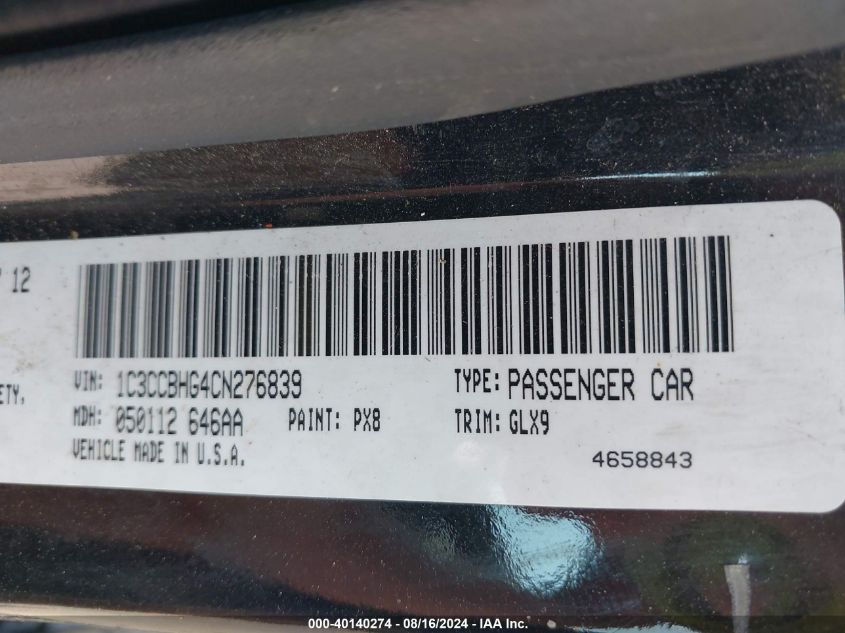 12
VIN: 1C3CCBHG4CN276839 TYPE: PASSENGER CAR
ETY,
MDH: 050112 646AA PAINT: PX8 TRIM: GLX9
VEHICLE MADE IN U.S.A. 4658843
000-40140274 - 08/16/2024 - IAA Inc.